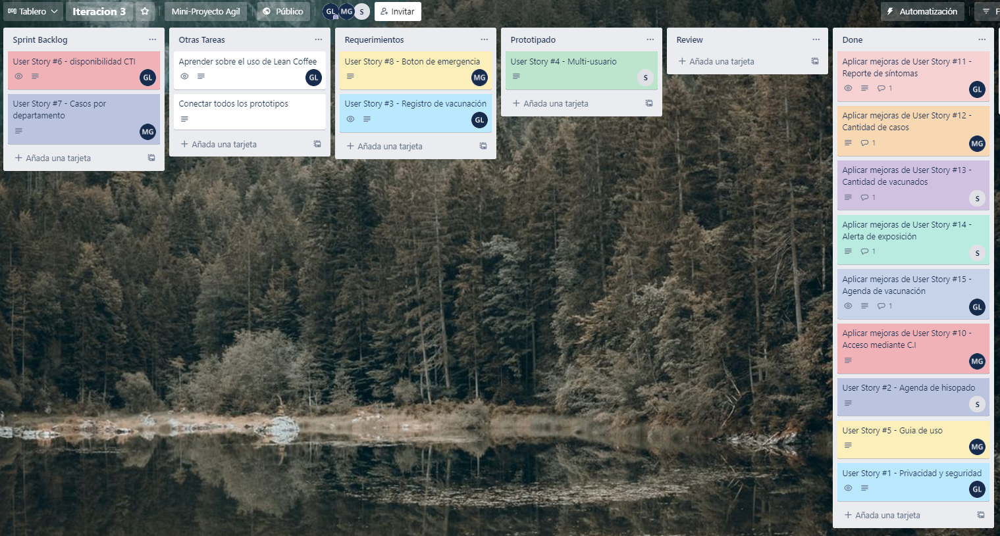 Tablero
Iteracion 3
Mini-Proyecto Agil
Público
GL
MG
S
Invitar
Automatización
F
Sprint Backlog
User Story #6 - disponibilidad CTI
GL
User Story #7 - Casos por
departamento
MG
Añada una tarjeta
Otras Tareas
Aprender sobre el uso de Lean Coffee
GL
Conectar todos los prototipos
Añada una tarjeta
Requerimientos
User Story #8 - Boton de emergencia
MG
User Story #3 - Registro de vacunación
GL
Añada una tarjeta
Prototipado
User Story #4 - Multi-usuario
S
Añada una tarjeta
Review
Añada una tarjeta
Done
Aplicar mejoras de User Story #11 -
Reporte de síntomas
1
GL
Aplicar mejoras de User Story #12 -
Cantidad de casos
1
MG
Aplicar mejoras de User Story #13 -
Cantidad de vacunados
1
S
Aplicar mejoras de User Story #14 -
Alerta de exposición
1
S
Aplicar mejoras de User Story #15 -
Agenda de vacunación
1
GL
Aplicar mejoras de User Story #10 -
Acceso mediante C.I
MG
User Story #2 - Agenda de hisopado
S
User Story #5 - Guia de uso
MG
User Story #1 - Privacidad y seguridad
GL
Añada una tarjeta